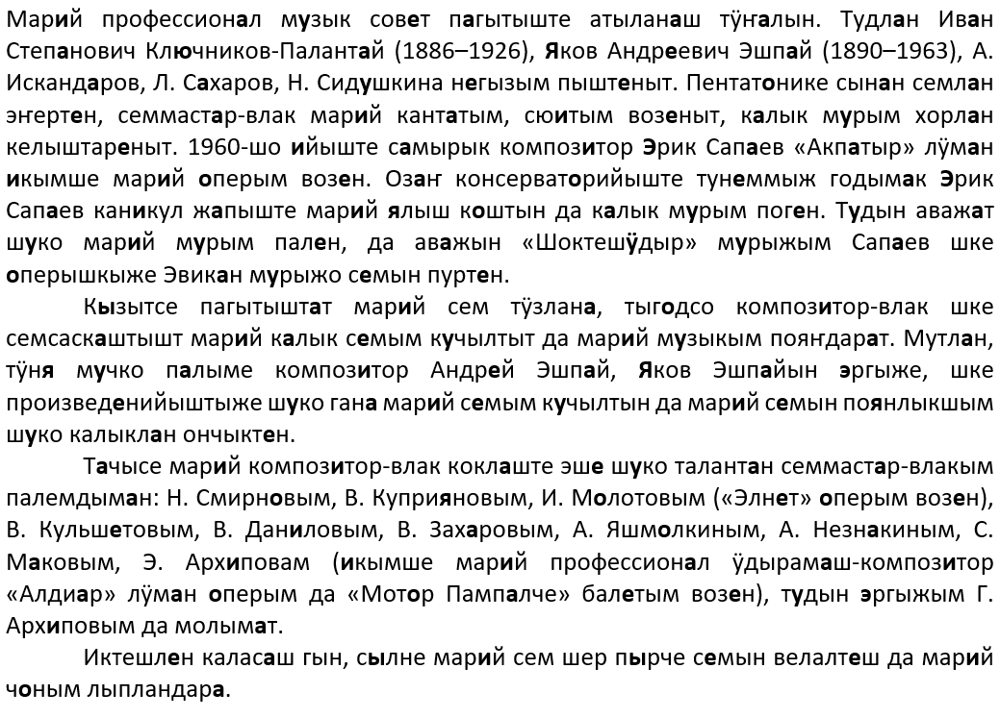 Марий профессионал музык совет пагытыште атыланаш тӱҥалын. Тудлан Иван
Степанович Ключников-Палантай (1886–1926), Яков Андреевич Эшпай (1890–1963), А.
Искандаров, Л. Сахаров, Н. Сидушкина негызым пыштеныт. Пентатонике сынан семлан
эҥертен, семмастар-влак марий кантатым, сюитым возеныт, калык мурым хорлан
келыштареныт. 1960-шо ийыште самырык композитор Эрик Сапаев «Акпатыр» лӱман
икымше марий оперым возен. Озаҥ консерваторийыште тунеммыж годымак Эрик
Сапаев каникул жапыште марий ялыш коштын да калык мурым поген. Тудын аважат
шуко марий мурым пален, да аважын «Шоктешӱдыр» мурыжым Сапаев шке
оперышкыже Эвикан мурыжо семын пуртен.
Кызытсе пагытыштат марий сем тӱзлана, тыгодсо композитор-влак шке
семсаскаштышт марий калык семым кучылтыт да марий музыкым пояҥдарат. Мутлан,
тӱня мучко палыме композитор Андрей Эшпай, Яков Эшпайын эргыже, шке
произведенийыштыже шуко гана марий семым кучылтын да марий семын поянлыкшым
шуко калыклан ончыктен.
Тачысе марий композитор-влак коклаште эше шуко талантан семмастар-влакым
палемдыман: Н. Смирновым, В. Куприяновым, И. Молотовым («Элнет» оперым возен),
В. Кульшетовым, В. Даниловым, В. Захаровым, А. Яшмолкиным, А. Незнакиным, С.
Маковым, Э. Архиповам (икымше марий профессионал ӱдырамаш-композитор
«Алдиар» лӱман оперым да «Мотор Пампалче» балетым возен), тудын эргыжым Г.
Архиповым да молымат.
Иктешлен каласаш гын, сылне марий сем шер пырче семын велалтеш да марий
чоным лыпландара.